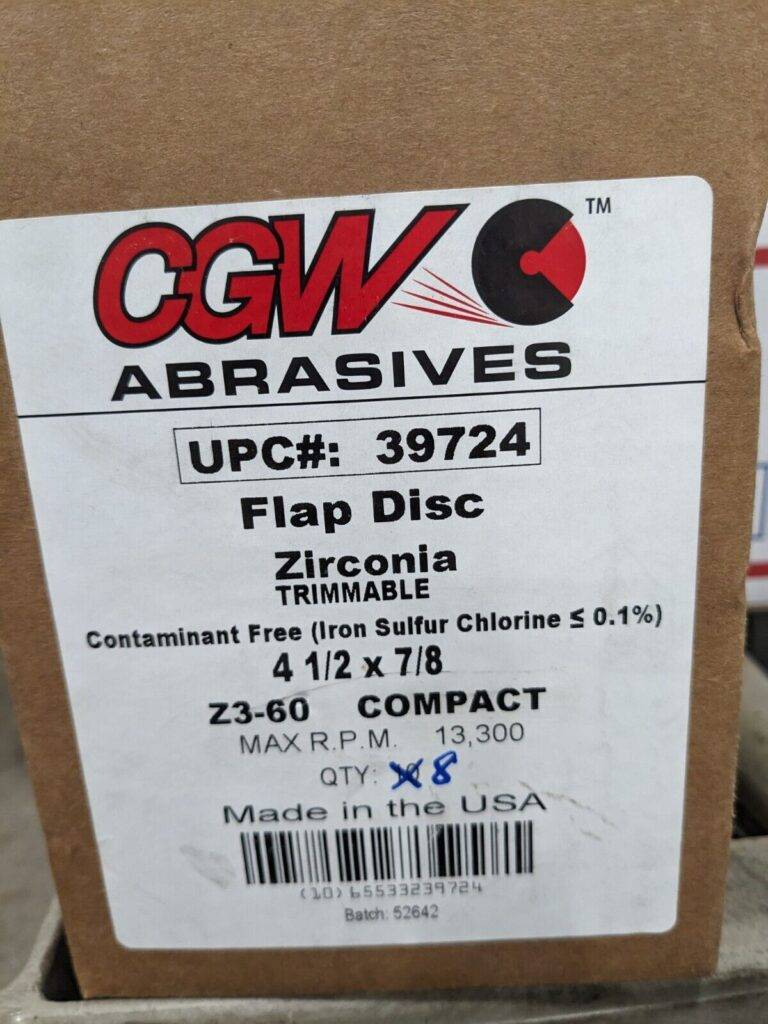 CGW TM
ABRASIVES
UPC#: 39724
Flap Disc
Zirconia
TRIMMABLE
Contaminant Free (Iron Sulfur Chlorine ≤ 0.1%)
4 1/2 x 7/8
Z3-60 COMPACT
MAX R.P.M. 13,300
QTY: 8
Made in the USA
(10) 65533239724
Batch: 52642